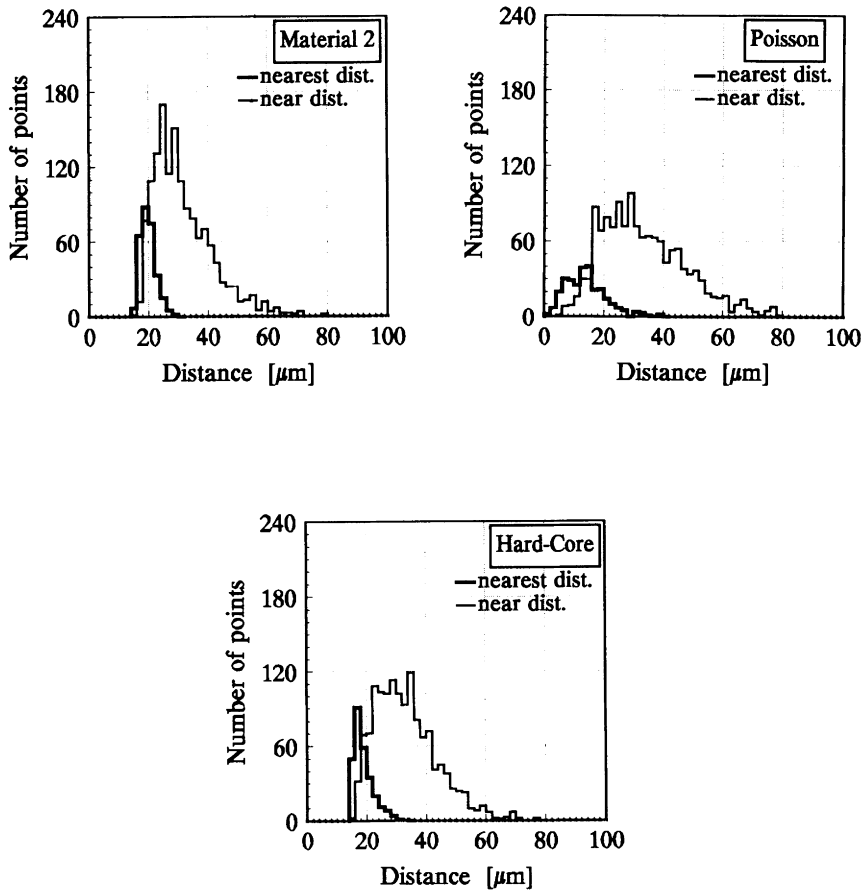 Material 2
nearest dist.
near dist.
Number of points
240
180
120
60
0
0 20 40 60 80 100
Distance [μm]
Poisson
nearest dist.
near dist.
Number of points
240
180
120
60
0
0 20 40 60 80 100
Distance [μm]
Hard-Core
nearest dist.
near dist.
Number of points
240
180
120
60
0
0 20 40 60 80 100
Distance [μm]